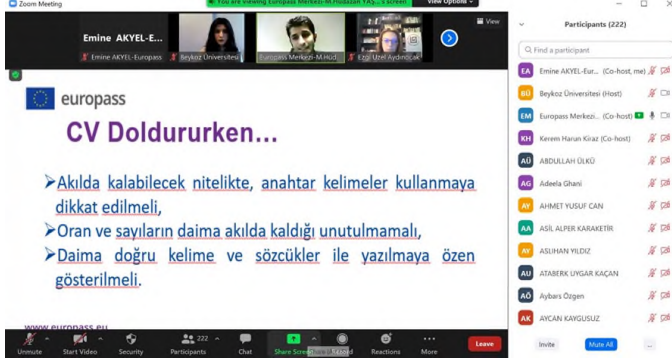 Zoom Meeting
You are viewing Europass Merkezi-M.Hüdazan YAŞ...'s screen
View Options
View
Emine AKYEL-E...
Emine AKYEL-Europass
Beykoz Üniversitesi
Europass Merkezi-M.Hüd...
Ezgi Uzel Aydınocak
europass
CV Doldururken...
Akılda kalabilecek nitelikte, anahtar kelimeler kullanmaya
dikkat edilmeli,
Oran ve sayıların daima akılda kaldığı unutulmamalı,
Daima doğru kelime ve sözcükler ile yazılmaya özen
gösterilmeli.
www.europass.eu
Unmute
Start Video
Security
222
Participants
Chat
Share Screen
Reactions
More
Leave
Participants (222)
Find a participant
EA Emine AKYEL-Eur... (Co-host, me)
BÜ Beykoz Üniversitesi (Host)
EM Europass Merkezi... (Co-host)
KH Kerem Harun Kiraz (Co-host)
AÜ ABDULLAH ÜLKÜ
AG Adeela Ghani
AY AHMET YUSUF CAN
AA ASİL ALPER KARAKETİR
AY ASLIHAN YILDIZ
AU ATABERK UYGAR KAÇAN
AÖ Aybars Özgen
AK AYCAN KAYGUSUZ
Invite
Mute All
...